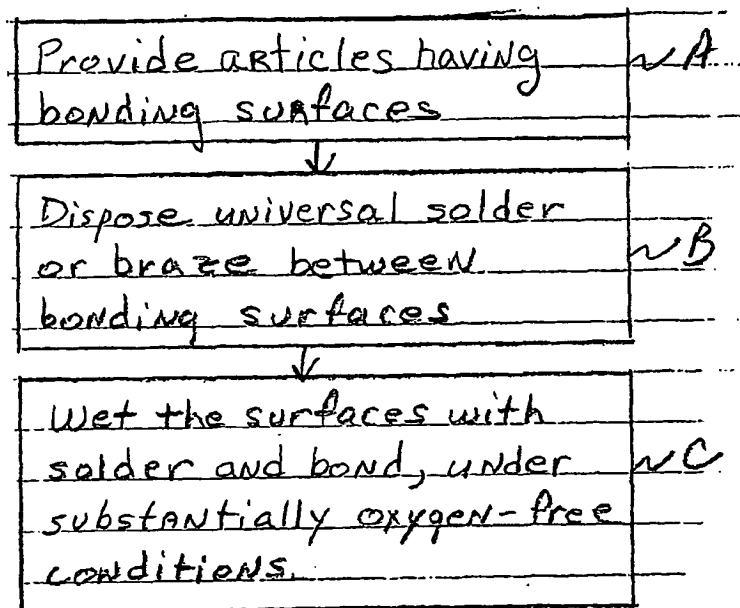 Provide articles having ~A
bonding surfaces
Dispose universal solder
or braze between ~B
bonding surfaces
Wet the surfaces with
solder and bond, under ~C
substantially oxygen-free
conditions.